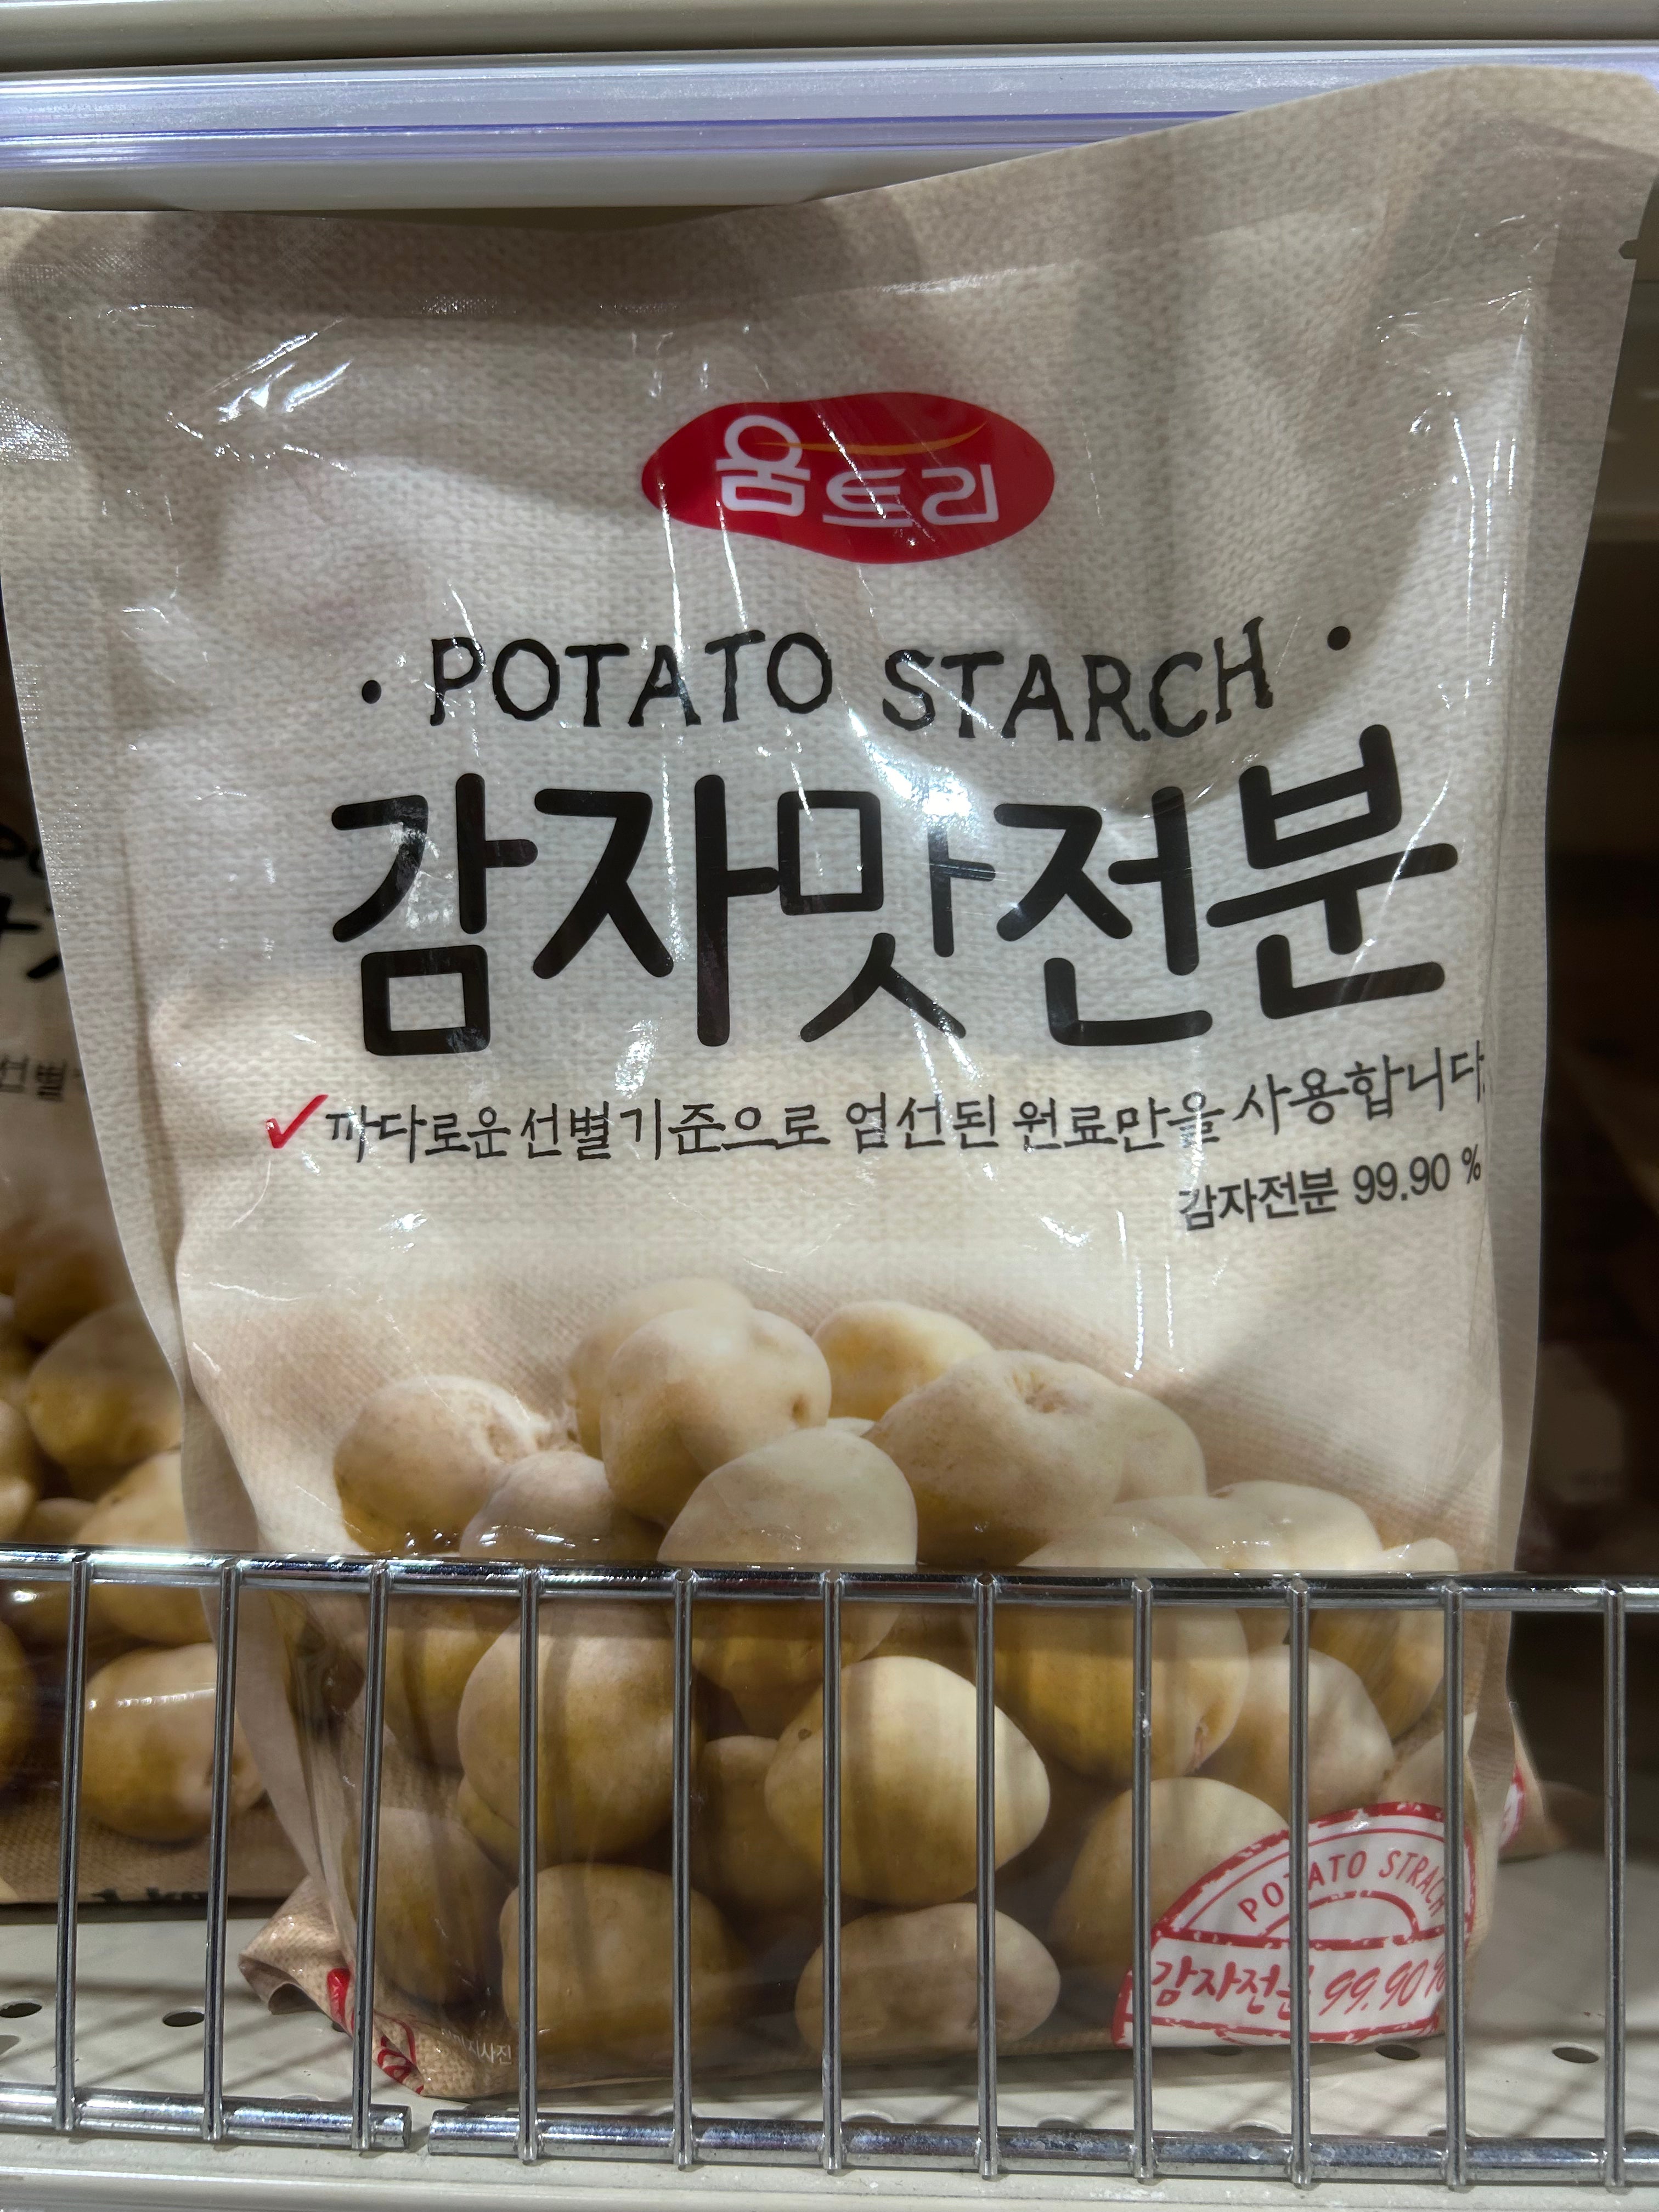 움트리
· POTATO STARCH ·
감자맛전분
✓까다로운 선별기준으로 엄선된 원료만을 사용합니다.
감자전분 99.90 %
선별
POTATO STRACH
감자전분 99.90%